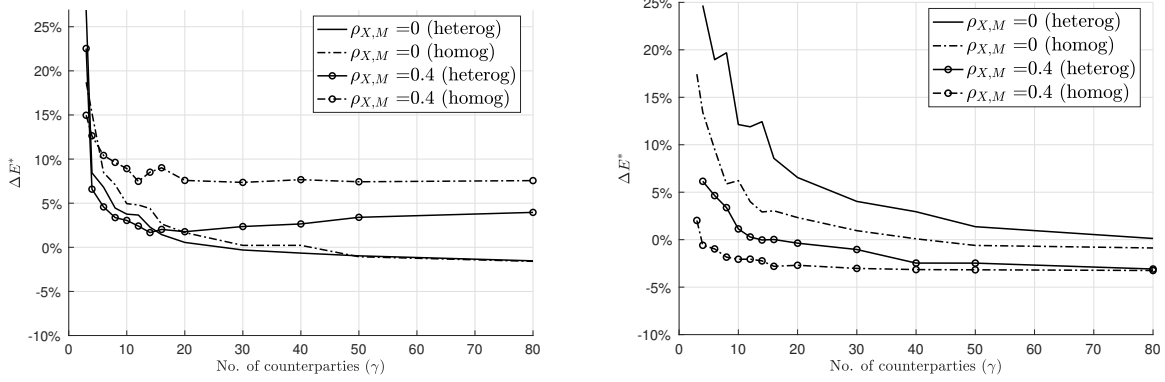 25%
20%
15%
10%
5%
0%
-5%
-10%
ΔE*
0 10 20 30 40 50 60 70 80
No. of counterparties (γ)
ρX,M =0 (heterog)
ρX,M =0 (homog)
ρX,M =0.4 (heterog)
ρX,M =0.4 (homog)
25%
20%
15%
10%
5%
0%
-5%
-10%
ΔE*
0 10 20 30 40 50 60 70 80
No. of counterparties (γ)
ρX,M =0 (heterog)
ρX,M =0 (homog)
ρX,M =0.4 (heterog)
ρX,M =0.4 (homog)